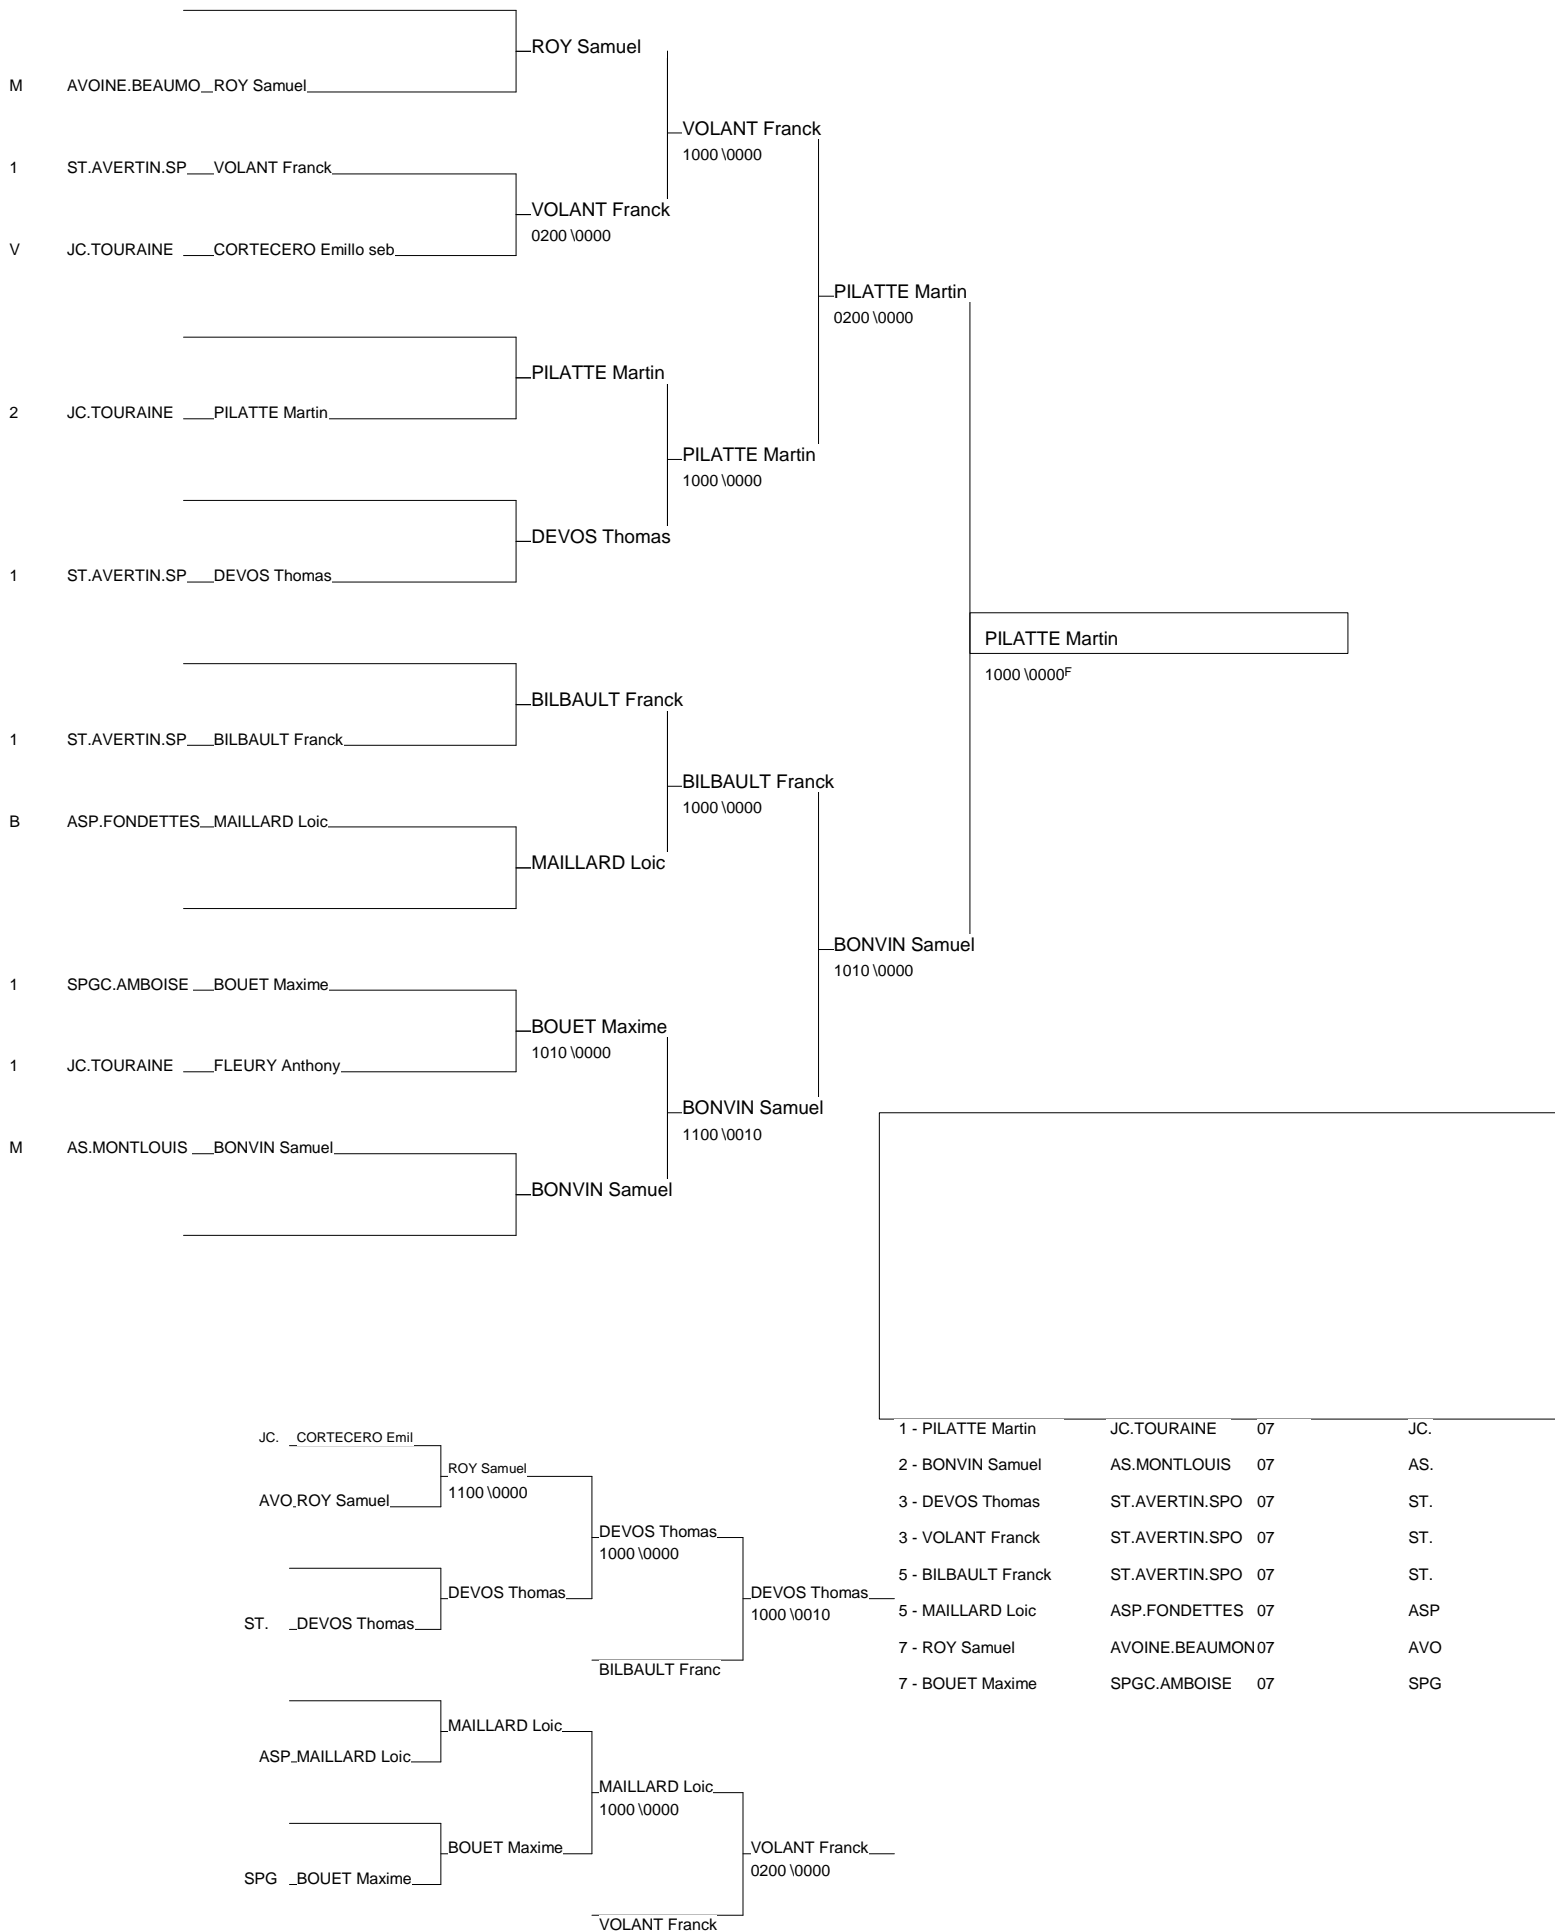 ROY Samuel
M AVOINE.BEAUMO ROY Samuel
VOLANT Franck
1000 \0000
1 ST.AVERTIN.SP VOLANT Franck
VOLANT Franck
0200 \0000
V JC.TOURAINE CORTECERO Emillo seb
PILATTE Martin
0200 \0000
PILATTE Martin
2 JC.TOURAINE PILATTE Martin
PILATTE Martin
1000 \0000
DEVOS Thomas
1 ST.AVERTIN.SP DEVOS Thomas
PILATTE Martin
1000 \0000F
BILBAULT Franck
1 ST.AVERTIN.SP BILBAULT Franck
BILBAULT Franck
1000 \0000
B ASP.FONDETTES MAILLARD Loic
MAILLARD Loic
BONVIN Samuel
1010 \0000
1 SPGC.AMBOISE BOUET Maxime
BOUET Maxime
1010 \0000
1 JC.TOURAINE FLEURY Anthony
BONVIN Samuel
1100 \0010
M AS.MONTLOUIS BONVIN Samuel
BONVIN Samuel
1 - PILATTE Martin JC.TOURAINE 07 JC.
2 - BONVIN Samuel AS.MONTLOUIS 07 AS.
3 - DEVOS Thomas ST.AVERTIN.SPO 07 ST.
3 - VOLANT Franck ST.AVERTIN.SPO 07 ST.
5 - BILBAULT Franck ST.AVERTIN.SPO 07 ST.
5 - MAILLARD Loic ASP.FONDETTES 07 ASP
7 - ROY Samuel AVOINE.BEAUMON 07 AVO
7 - BOUET Maxime SPGC.AMBOISE 07 SPG
JC. CORTECERO Emil
ROY Samuel
1100 \0000
AVO ROY Samuel
DEVOS Thomas
1000 \0000
DEVOS Thomas
DEVOS Thomas
1000 \0010
ST. DEVOS Thomas
BILBAULT Franc
MAILLARD Loic
ASP MAILLARD Loic
MAILLARD Loic
1000 \0000
BOUET Maxime
VOLANT Franck
0200 \0000
SPG BOUET Maxime
VOLANT Franck